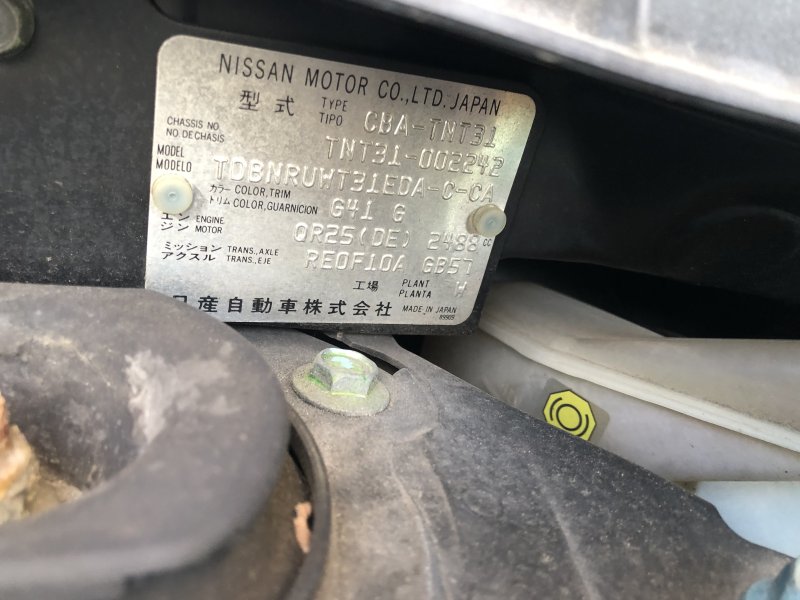 NISSAN MOTOR CO.,LTD. JAPAN
型式 TYPE TIPO CBA-TNT31
CHASSIS NO NO DE CHASIS TNT31-002242
MODEL MODELO TDBNRUWT31EDA-C-CA
カラー COLOR,TRIM トリム COLOR,GUARNICION G41 G
エンジン ENGINE MOTOR QR25(DE) 2488 CC
ミッション TRANS.,AXLE アクスル TRANS.,EJE RE0F10A GB57
工場 PLANT PLANTA H
日産自動車株式会社 MADE IN JAPAN